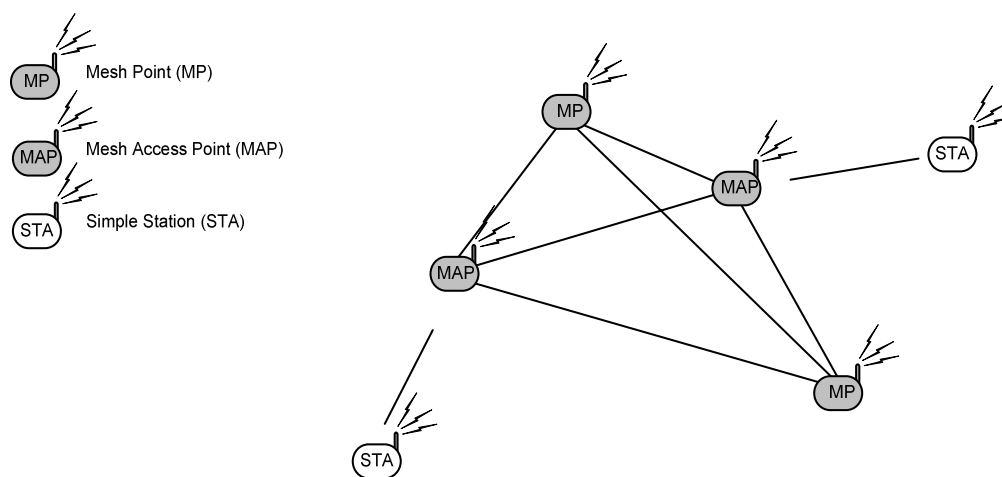 MP
Mesh Point (MP)
MAP
Mesh Access Point (MAP)
STA
Simple Station (STA)
MP
MAP
STA
MAP
MP
STA